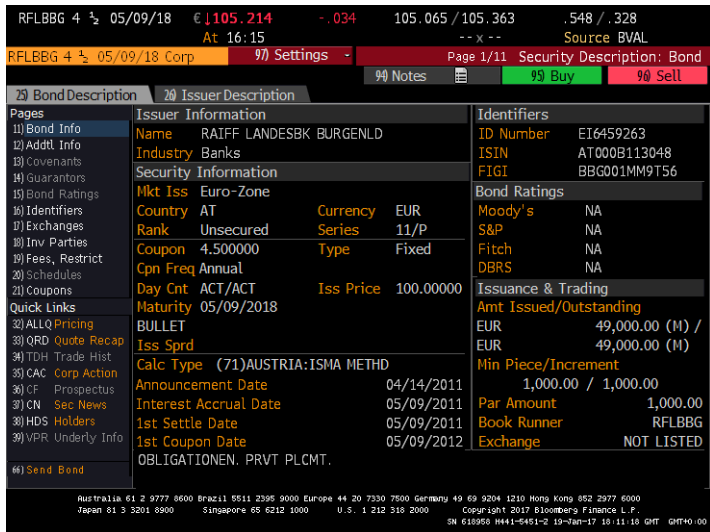 RFLBBG 4 ½ 05/09/18 €↓105.214 -.034 105.065 / 105.363 .548 / .328
At 16:15 -- x -- Source BVAL
RFLBBG 4 ½ 05/09/18 Corp 97) Settings Page 1/11 Security Description: Bond
94) Notes 95) Buy 96) Sell
25) Bond Description 26) Issuer Description
Pages
11) Bond Info
12) Addtl Info
13) Covenants
14) Guarantors
15) Bond Ratings
16) Identifiers
17) Exchanges
18) Inv Parties
19) Fees, Restrict
20) Schedules
21) Coupons
Quick Links
32) ALLQ Pricing
33) QRD Quote Recap
34) TDH Trade Hist
35) CAC Corp Action
36) CF Prospectus
37) CN Sec News
38) HDS Holders
39) VPR Underly Info
66) Send Bond
Issuer Information
Name RAIFF LANDESBK BURGENLD
Industry Banks
Security Information
Mkt Iss Euro-Zone
Country AT Currency EUR
Rank Unsecured Series 11/P
Coupon 4.500000 Type Fixed
Cpn Freq Annual
Day Cnt ACT/ACT Iss Price 100.00000
Maturity 05/09/2018
BULLET
Iss Sprd
Calc Type (71)AUSTRIA:ISMA METHD
Announcement Date 04/14/2011
Interest Accrual Date 05/09/2011
1st Settle Date 05/09/2011
1st Coupon Date 05/09/2012
OBLIGATIONEN. PRVT PLCMT.
Identifiers
ID Number EI6459263
ISIN AT000B113048
FIGI BBG001MM9T56
Bond Ratings
Moody's NA
S&P NA
Fitch NA
DBRS NA
Issuance & Trading
Amt Issued/Outstanding
EUR 49,000.00 (M) /
EUR 49,000.00 (M)
Min Piece/Increment
1,000.00 / 1,000.00
Par Amount 1,000.00
Book Runner RFLBBG
Exchange NOT LISTED
Australia 61 2 9777 8600 Brazil 5511 2395 9000 Europe 44 20 7330 7500 Germany 49 69 9204 1210 Hong Kong 852 2977 6000
Japan 81 3 3201 8900 Singapore 65 6212 1000 U.S. 1 212 318 2000 Copyright 2017 Bloomberg Finance L.P.
SN 618958 H441-5451-2 19-Jan-17 18:11:18 GMT GMT+0:00